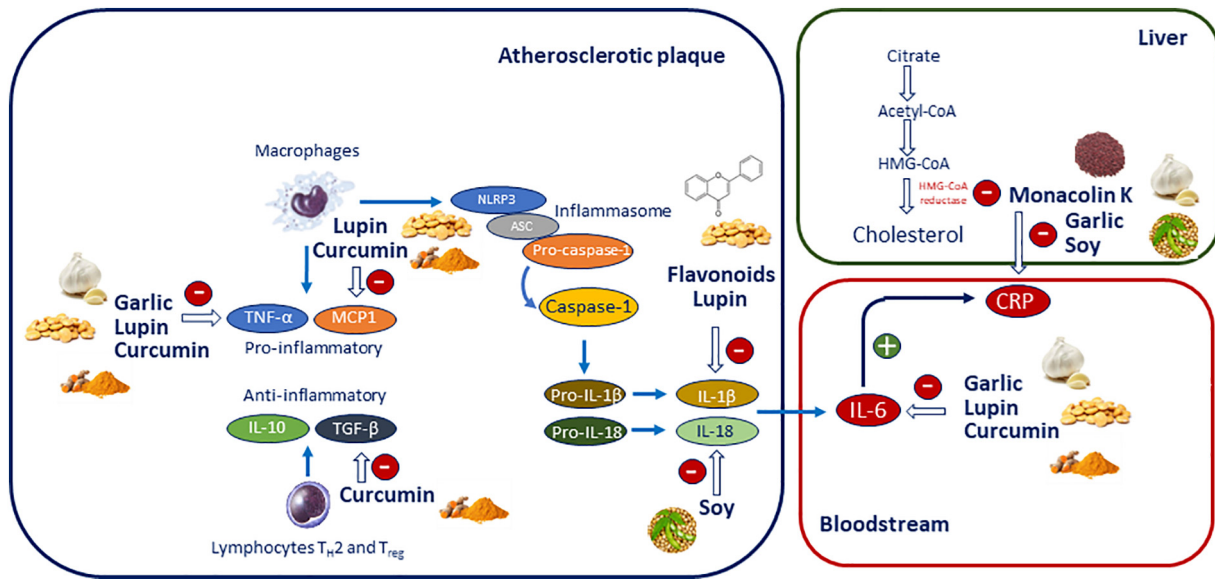 Atherosclerotic plaque
Macrophages
NLRP3
ASC
Inflammasome
Pro-caspase-1
Lupin
Curcumin
-
Garlic
Lupin
Curcumin
-
TNF-α
MCP1
Pro-inflammatory
Caspase-1
Flavonoids
Lupin
-
O
O
Anti-inflammatory
IL-10
TGF-β
-
Curcumin
Lymphocytes TH2 and Treg
Pro-IL-1β
IL-1β
Pro-IL-18
IL-18
-
Soy
Liver
Citrate
Acetyl-CoA
HMG-CoA
HMG-CoA
reductase
-
Cholesterol
Monacolin K
Garlic
Soy
-
CRP
+
IL-6
-
Garlic
Lupin
Curcumin
Bloodstream